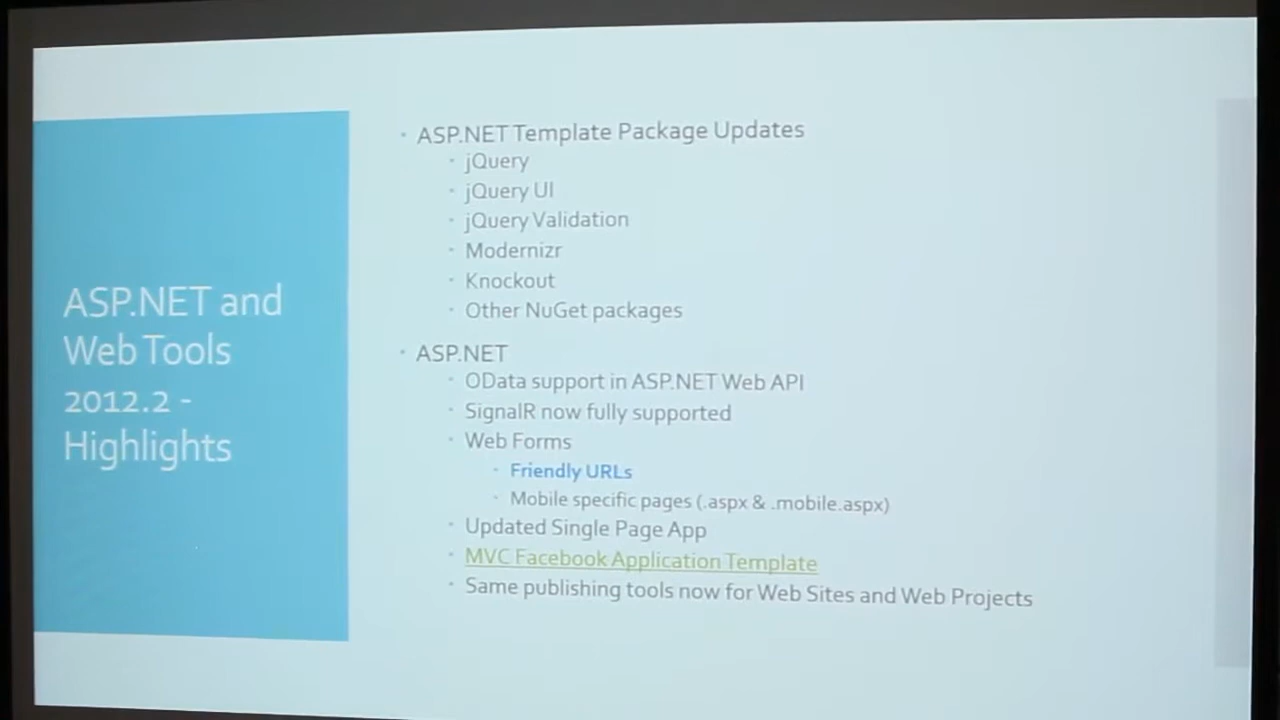 ASP.NET and
Web Tools
2012.2 -
Highlights
ASP.NET Template Package Updates
jQuery
jQuery UI
jQuery Validation
Modernizr
Knockout
Other NuGet packages
ASP.NET
OData support in ASP.NET Web API
SignalR now fully supported
Web Forms
Friendly URLs
Mobile specific pages (.aspx & .mobile.aspx)
Updated Single Page App
MVC Facebook Application Template
Same publishing tools now for Web Sites and Web Projects